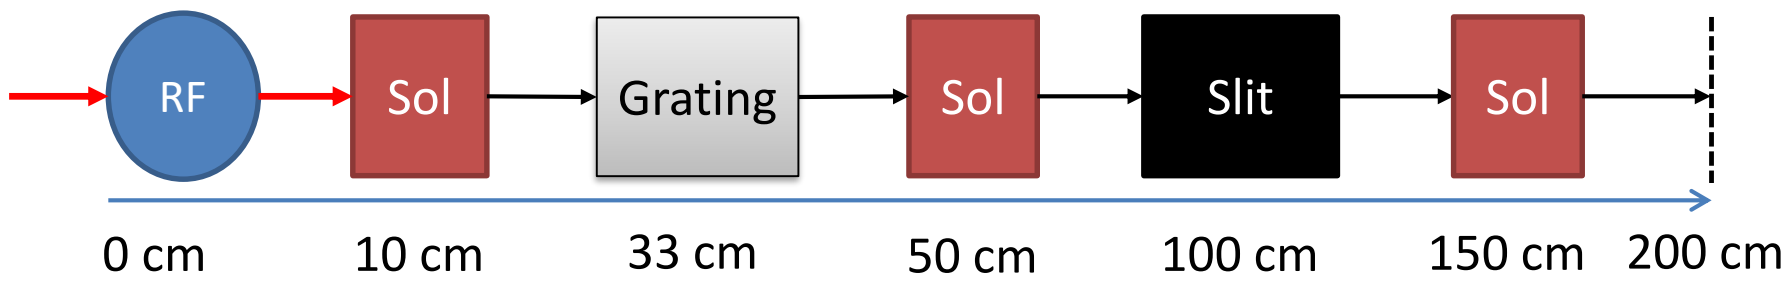 RF Sol Grating Sol Slit Sol
0 cm 10 cm 33 cm 50 cm 100 cm 150 cm 200 cm